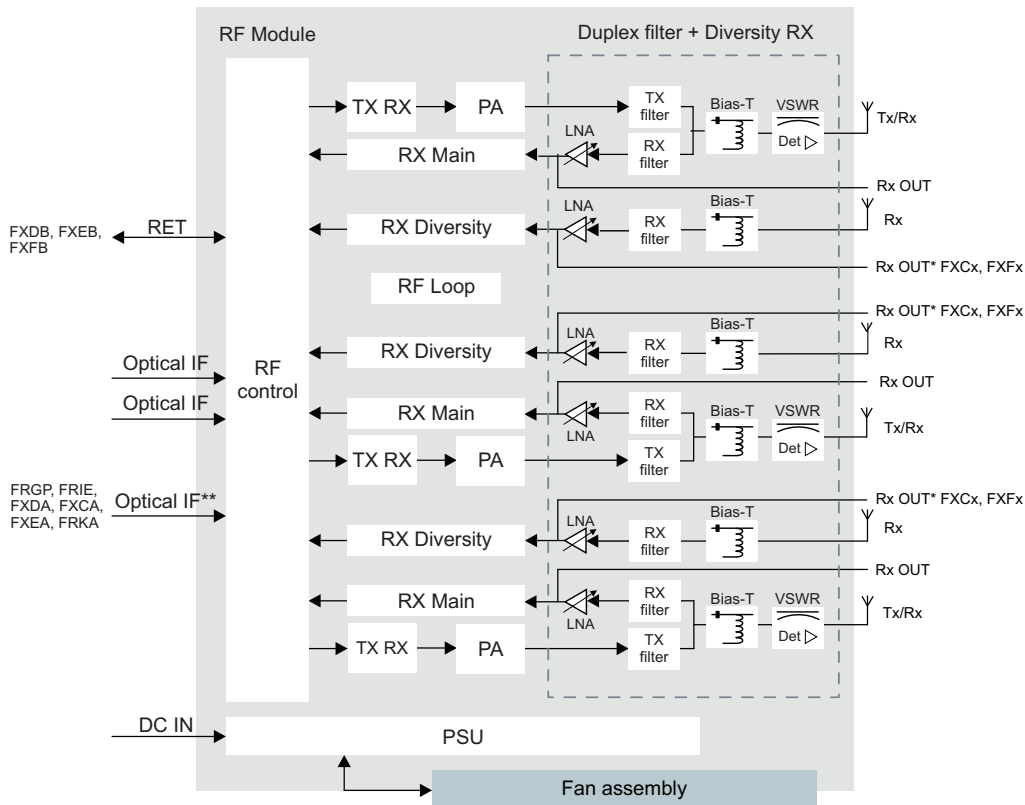 RF Module
Duplex filter + Diversity RX
TX RX
PA
TX
filter
Bias-T
VSWR
Det
Tx/Rx
LNA
RX Main
RX
filter
Rx OUT
FXDB, FXEB,
FXFB
RET
RX Diversity
LNA
RX
filter
Bias-T
Rx
Rx OUT* FXCx, FXFx
RF Loop
Rx OUT* FXCx, FXFx
RX Diversity
LNA
RX
filter
Bias-T
Rx
Optical IF
RF
control
Rx OUT
Optical IF
RX Main
LNA
RX
filter
Bias-T
VSWR
Det
Tx/Rx
TX RX
PA
TX
filter
FRGP, FRIE,
FXDA, FXCA,
FXEA, FRKA
Optical IF**
Rx OUT* FXCx, FXFx
RX Diversity
LNA
RX
filter
Bias-T
Rx
Rx OUT
RX Main
LNA
RX
filter
Bias-T
VSWR
Det
Tx/Rx
TX RX
PA
TX
filter
DC IN
PSU
Fan assembly